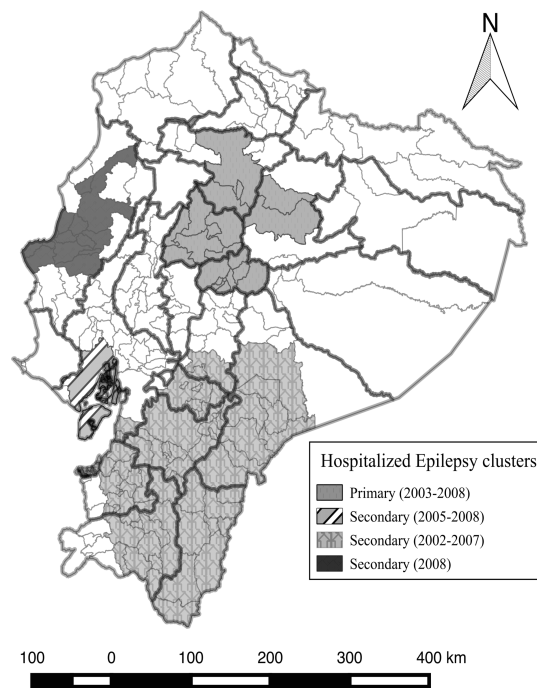 N
Hospitalized Epilepsy clusters
Primary (2003-2008)
Secondary (2005-2008)
Secondary (2002-2007)
Secondary (2008)
100 0 100 200 300 400 km